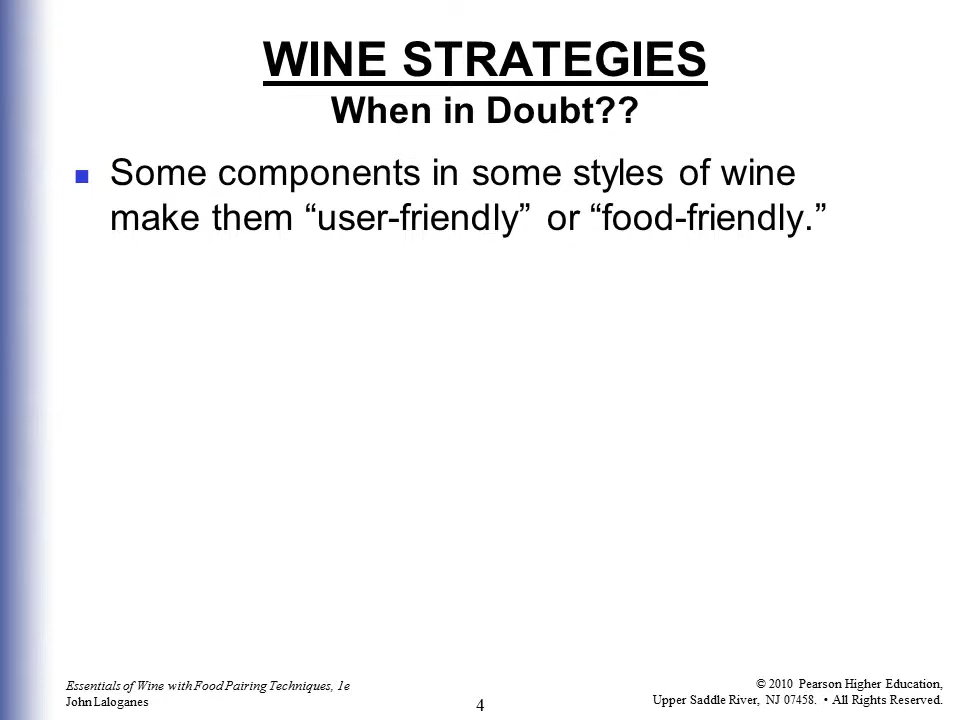 WINE STRATEGIES
When in Doubt??
Some components in some styles of wine
make them “user-friendly” or “food-friendly.”
Essentials of Wine with Food Pairing Techniques, 1e
John Laloganes
4
© 2010 Pearson Higher Education,
Upper Saddle River, NJ 07458. • All Rights Reserved.